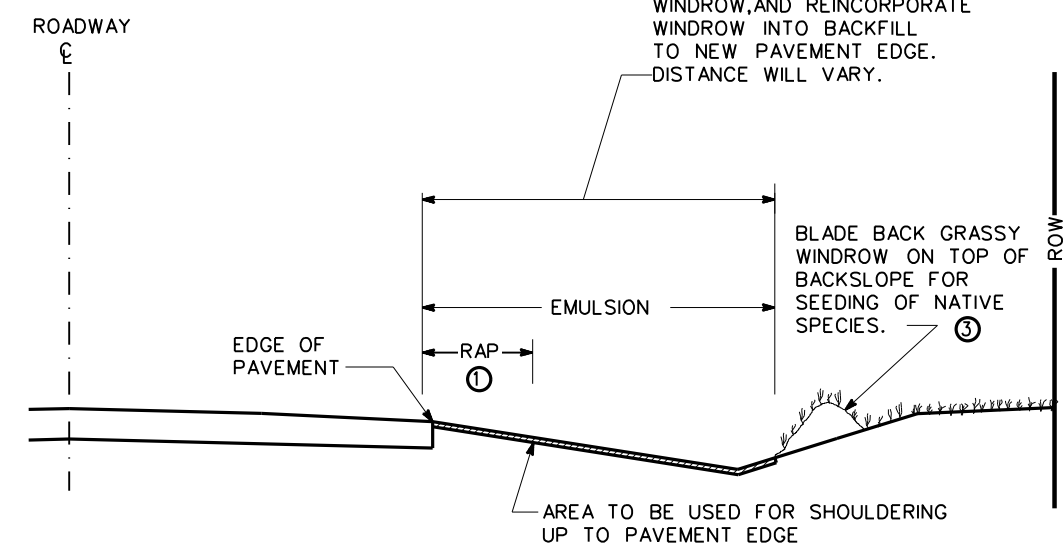 WINDROW,AND REINCORPORATE
WINDROW INTO BACKFILL
TO NEW PAVEMENT EDGE.
DISTANCE WILL VARY.
ROADWAY
℄
ROW
BLADE BACK GRASSY
WINDROW ON TOP OF
BACKSLOPE FOR
SEEDING OF NATIVE
SPECIES.
3
EMULSION
RAP
1
EDGE OF
PAVEMENT
AREA TO BE USED FOR SHOULDERING
UP TO PAVEMENT EDGE